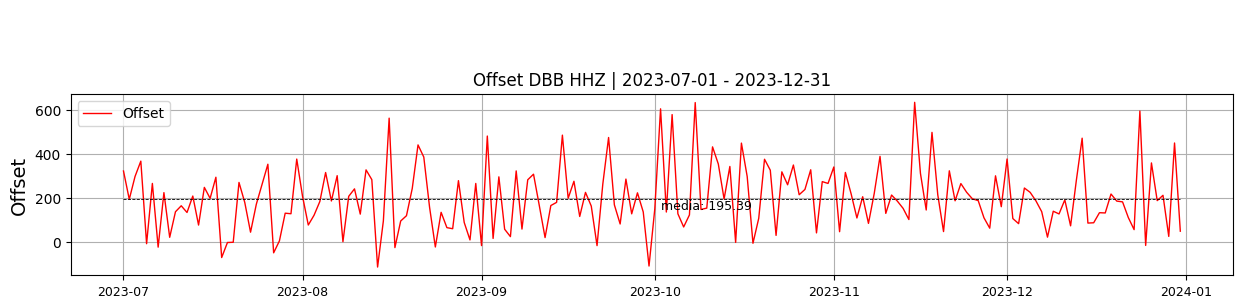 Offset DBB HHZ | 2023-07-01 - 2023-12-31
Offset
600
400
200
0
Offset
media: 195.39
2023-07 2023-08 2023-09 2023-10 2023-11 2023-12 2024-01